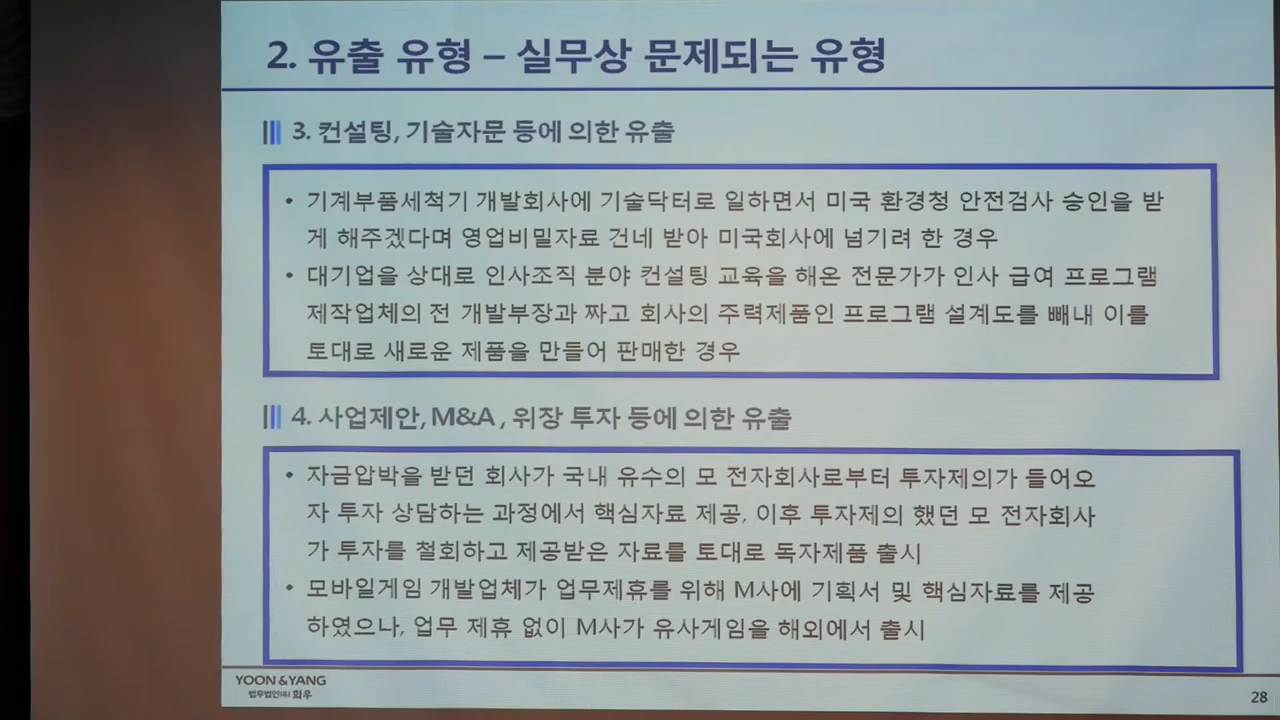 2. 유출 유형 – 실무상 문제되는 유형
3. 컨설팅, 기술자문 등에 의한 유출
• 기계부품세척기 개발회사에 기술닥터로 일하면서 미국 환경청 안전검사 승인을 받
게 해주겠다며 영업비밀자료 건네 받아 미국회사에 넘기려 한 경우
• 대기업을 상대로 인사조직 분야 컨설팅 교육을 해온 전문가가 인사 급여 프로그램
제작업체의 전 개발부장과 짜고 회사의 주력제품인 프로그램 설계도를 빼내 이를
토대로 새로운 제품을 만들어 판매한 경우
4. 사업제안, M&A , 위장 투자 등에 의한 유출
• 자금압박을 받던 회사가 국내 유수의 모 전자회사로부터 투자제의가 들어오
자 투자 상담하는 과정에서 핵심자료 제공, 이후 투자제의 했던 모 전자회사
가 투자를 철회하고 제공받은 자료를 토대로 독자제품 출시
• 모바일게임 개발업체가 업무제휴를 위해 M사에 기획서 및 핵심자료를 제공
하였으나, 업무 제휴 없이 M사가 유사게임을 해외에서 출시
YOON & YANG
법무법인(유) 화우
28